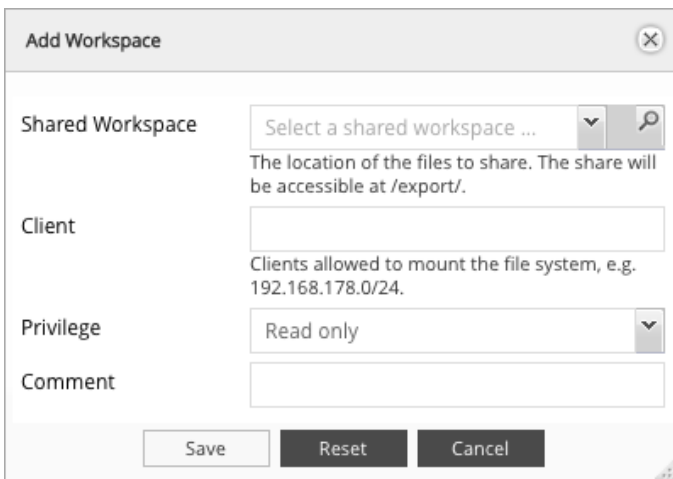 Add Workspace
Shared Workspace
Select a shared workspace ...
The location of the files to share. The share will
be accessible at /export/.
Client
Clients allowed to mount the file system, e.g.
192.168.178.0/24.
Privilege
Read only
Comment
Save
Reset
Cancel